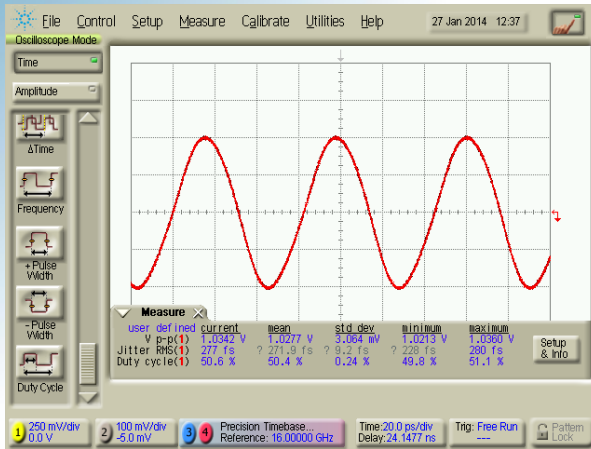 File Control Setup Measure Calibrate Utilities Help 27 Jan 2014 12:37
Oscilloscope Mode
Time
Amplitude
ΔTime
Frequency
+ Pulse
Width
- Pulse
Width
Duty Cycle
Measure
user defined current mean std dev minimum maximum
V p-p(1) 1.0342 V 1.0277 V 3.064 mV 1.0213 V 1.0360 V
Jitter RMS(1) 277 fs ? 271.9 fs ? 9.2 fs ? 228 fs 280 fs
Duty cycle(1) 50.6 % 50.4 % 0.24 % 49.8 % 51.1 %
Setup
& Info
1 250 mV/div
0.0 V
2 100 mV/div
-5.0 mV
3 4
Precision Timebase...
Reference: 16.00000 GHz
Time:20.0 ps/div
Delay:24.1477 ns
Trig: Free Run
---
Pattern
Lock